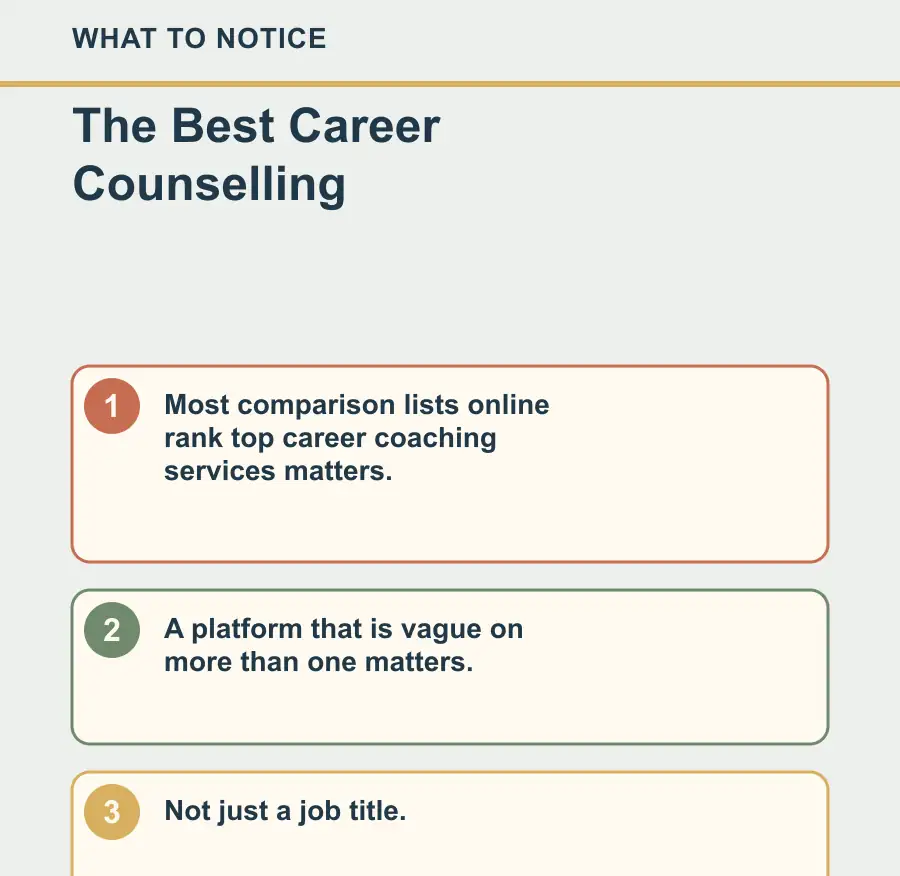 WHAT TO NOTICE
The Best Career
Counselling
1
Most comparison lists online
rank top career coaching
services matters.
2
A platform that is vague on
more than one matters.
3
Not just a job title.